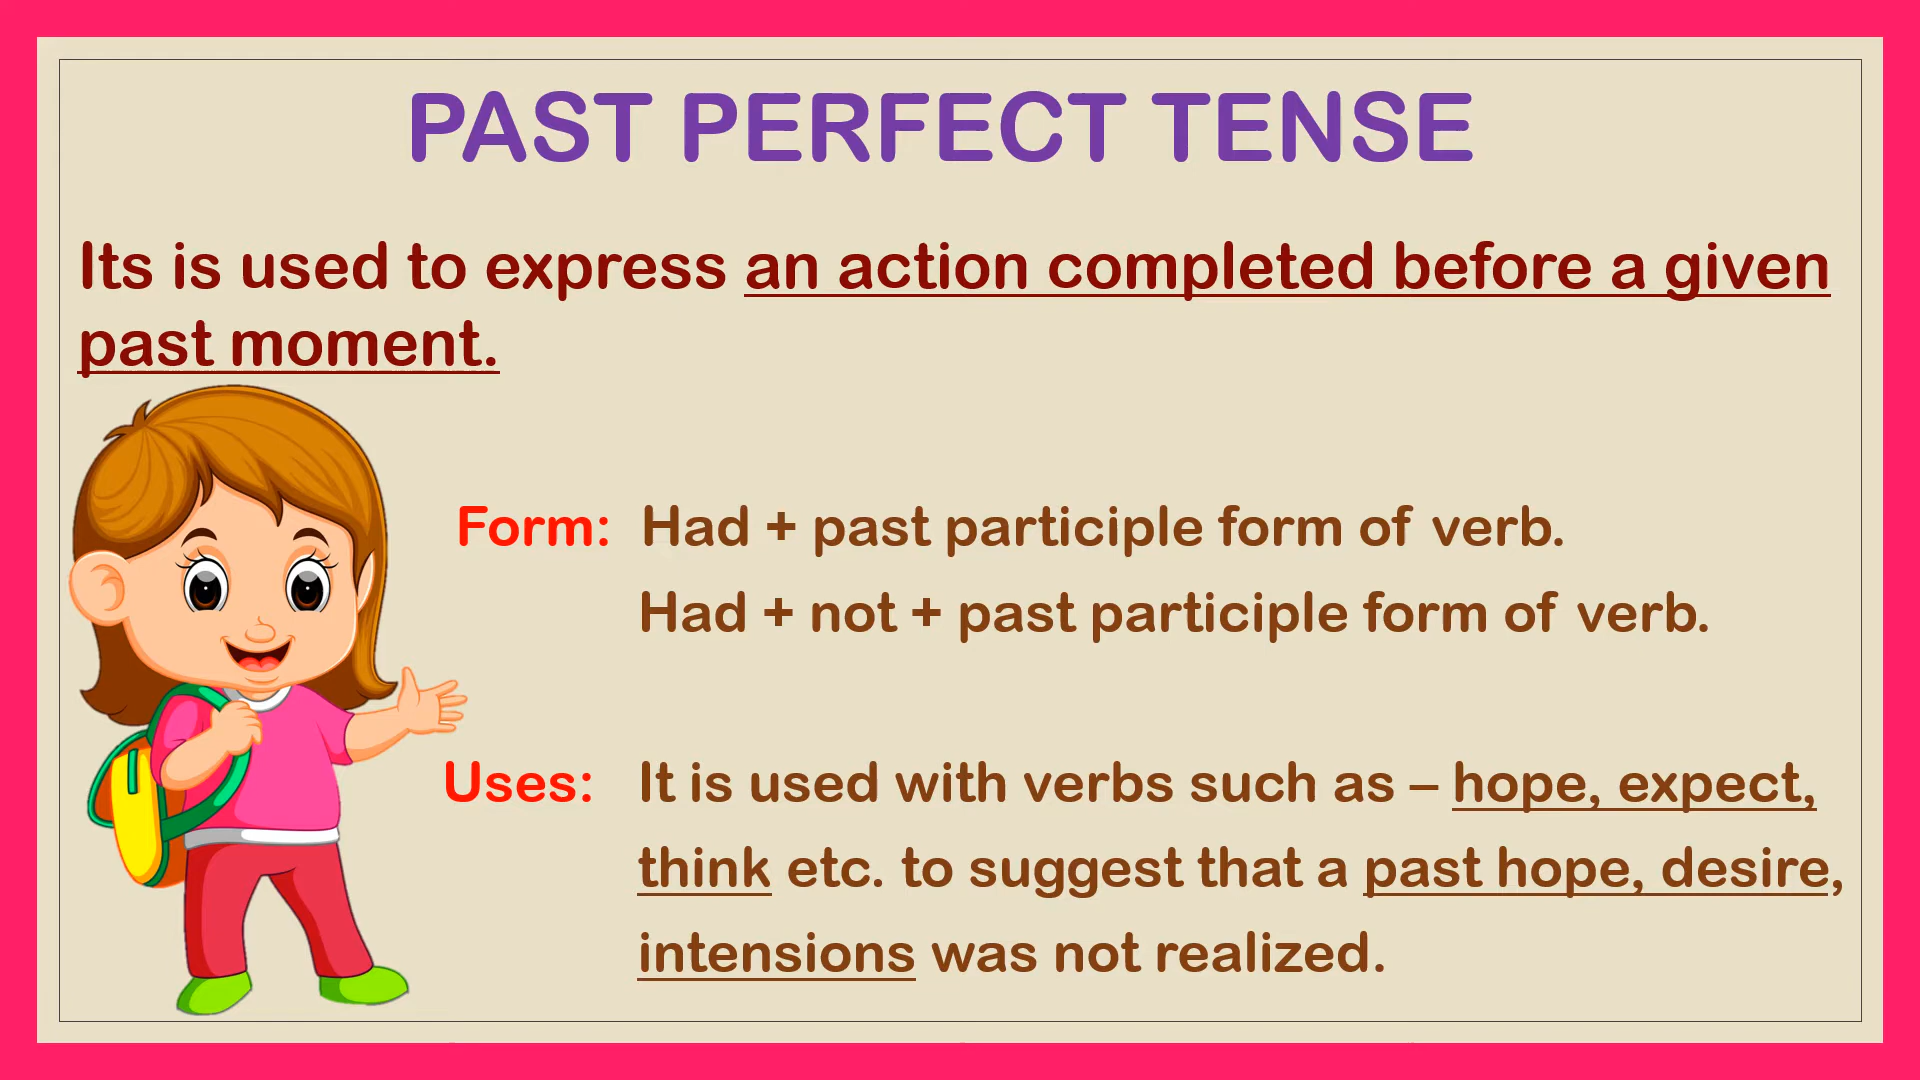 PAST PERFECT TENSE
Its is used to express an action completed before a given
past moment.
Form: Had + past participle form of verb.
Had + not + past participle form of verb.
Uses: It is used with verbs such as – hope, expect,
think etc. to suggest that a past hope, desire,
intensions was not realized.